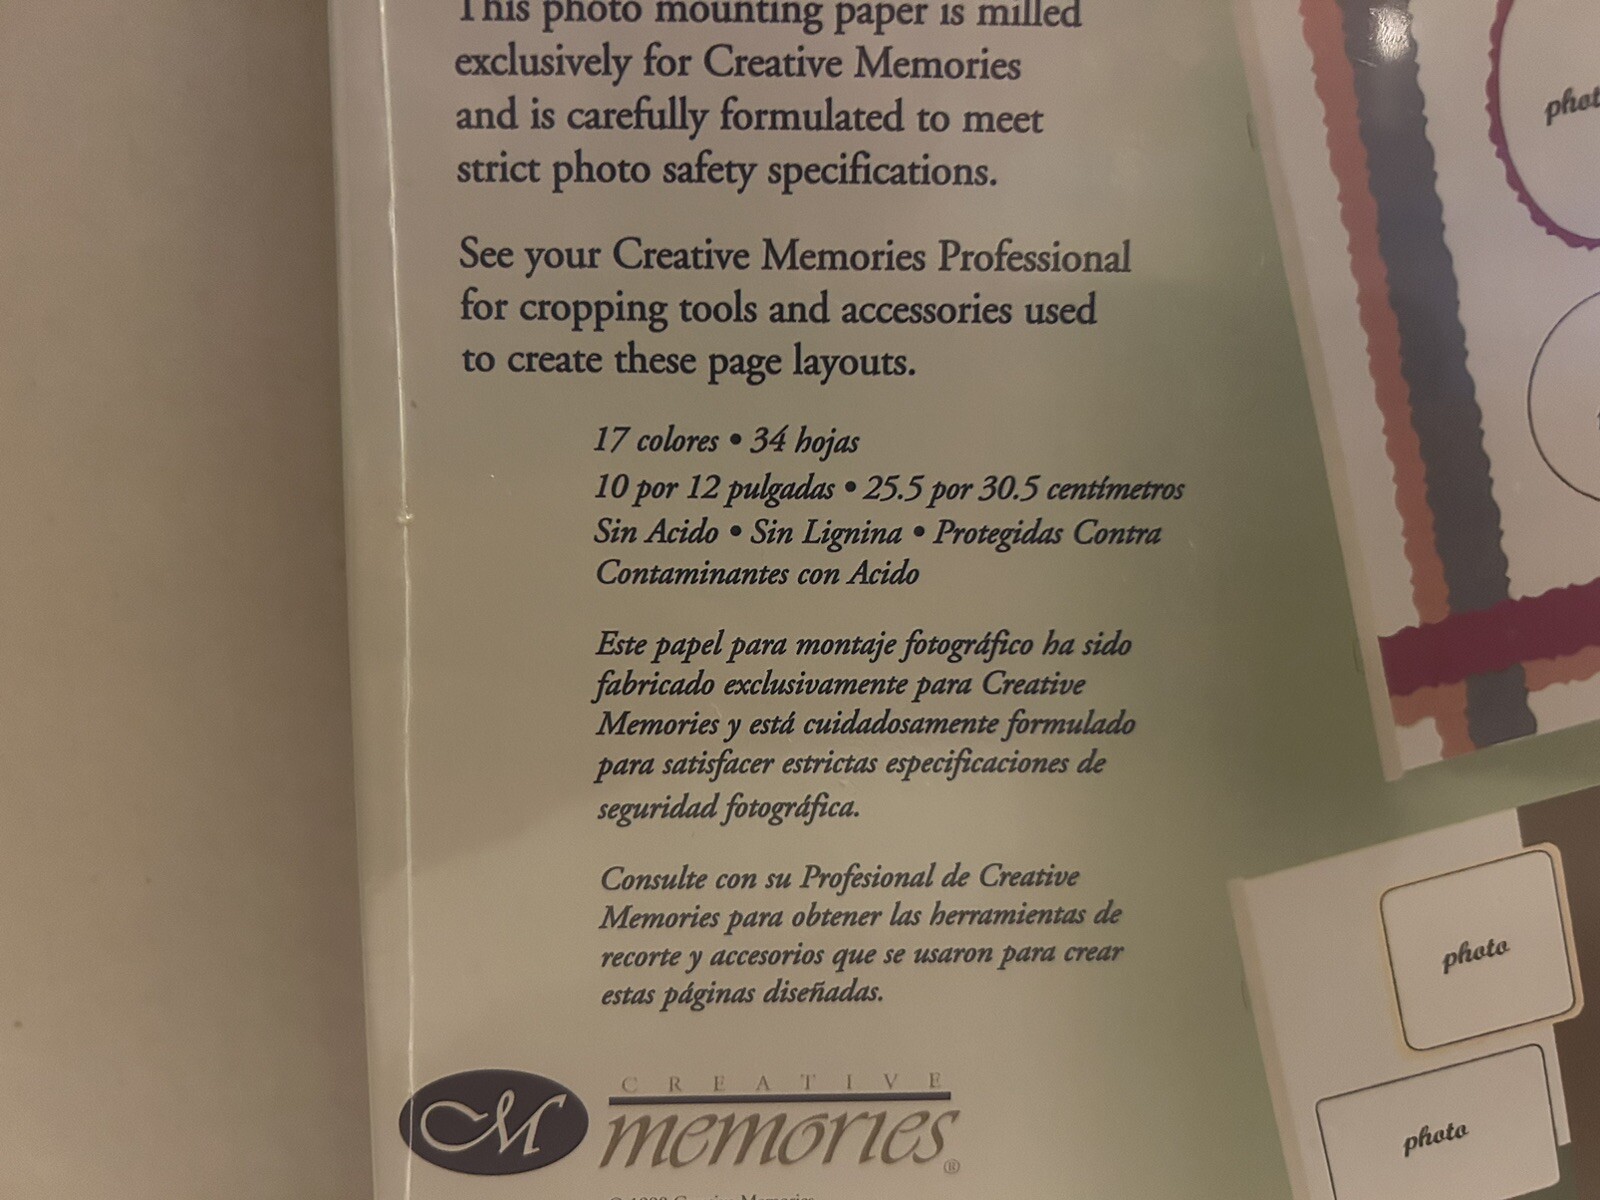 This photo mounting paper is milled
exclusively for Creative Memories
and is carefully formulated to meet
strict photo safety specifications.
See your Creative Memories Professional
for cropping tools and accessories used
to create these page layouts.
17 colores • 34 hojas
10 por 12 pulgadas • 25.5 por 30.5 centímetros
Sin Acido • Sin Lignina • Protegidas Contra
Contaminantes con Acido
Este papel para montaje fotográfico ha sido
fabricado exclusivamente para Creative
Memories y está cuidadosamente formulado
para satisfacer estrictas especificaciones de
seguridad fotográfica.
Consulte con su Profesional de Creative
Memories para obtener las herramientas de
recorte y accesorios que se usaron para crear
estas páginas diseñadas.
M
CREATIVE
memories®
phot
photo
photo